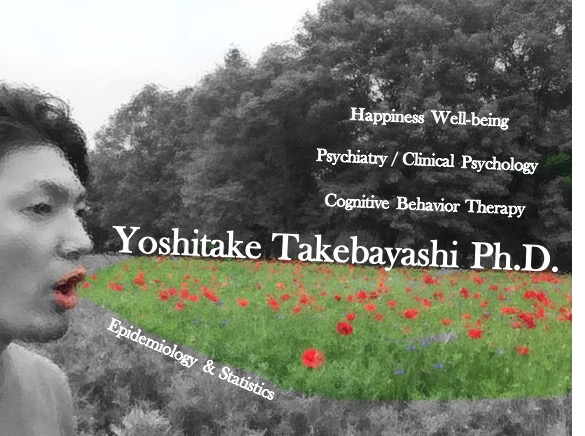 Happiness Well-being
Psychiatry / Clinical Psychology
Cognitive Behavior Therapy
Yoshitake Takebayashi Ph.D.
Epidemiology & Statistics